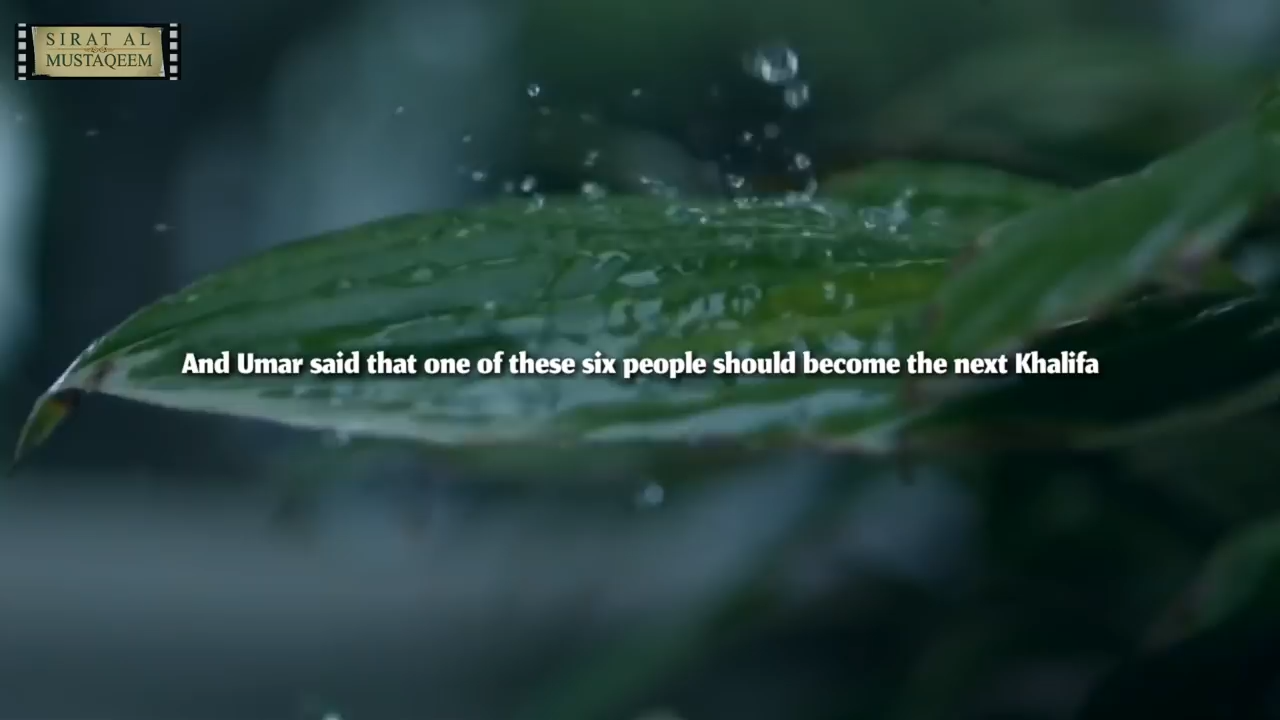 SIRAT AL
MUSTAQEEM
And Umar said that one of these six people should become the next Khalifa